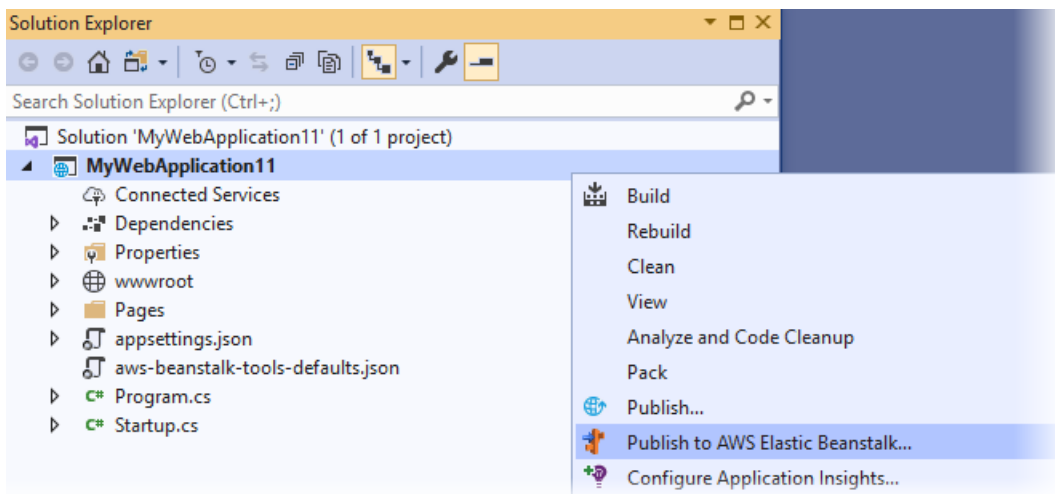 Solution Explorer
Search Solution Explorer (Ctrl+;)
Solution 'MyWebApplication11' (1 of 1 project)
MyWebApplication11
Connected Services
Dependencies
Properties
wwwroot
Pages
appsettings.json
aws-beanstalk-tools-defaults.json
C# Program.cs
C# Startup.cs
Build
Rebuild
Clean
View
Analyze and Code Cleanup
Pack
Publish...
Publish to AWS Elastic Beanstalk...
Configure Application Insights...